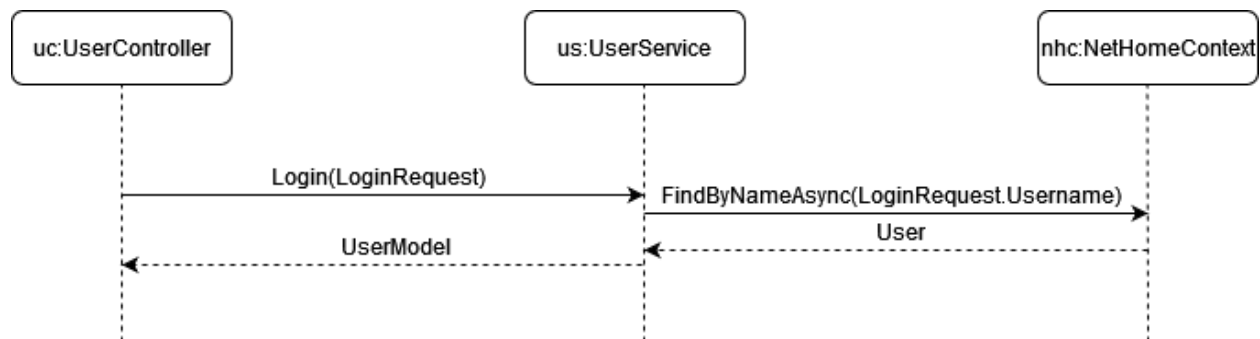 uc:UserController
us:UserService
nhc:NetHomeContext
Login(LoginRequest)
FindByNameAsync(LoginRequest.Username)
User
UserModel